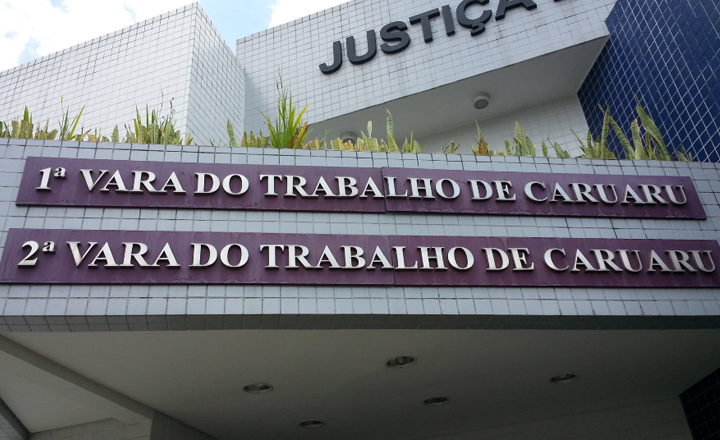 JUSTIÇA
1ª VARA DO TRABALHO DE CARUARU
2ª VARA DO TRABALHO DE CARUARU